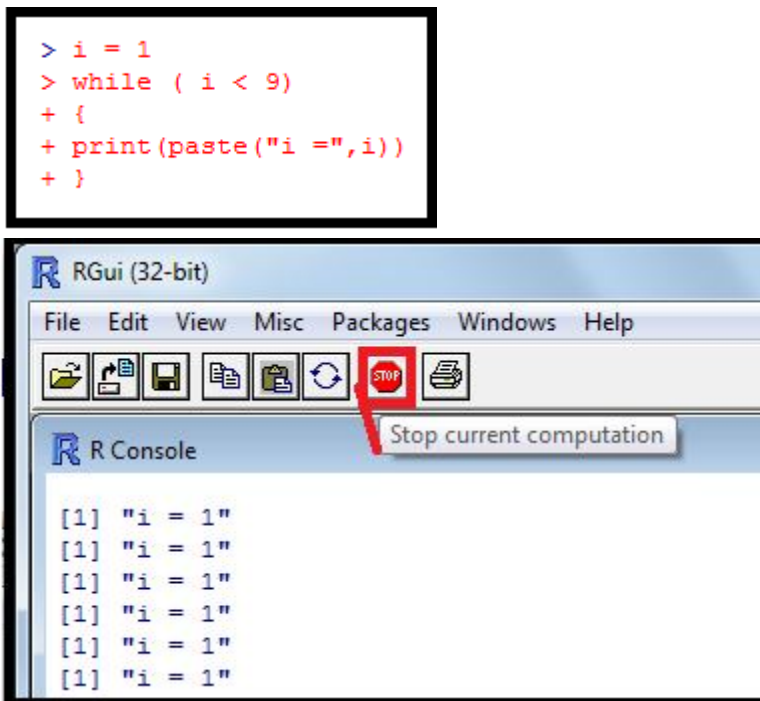 > i = 1
> while ( i < 9)
+ {
+ print(paste("i =",i))
+ }
RGui (32-bit)
File Edit View Misc Packages Windows Help
STOP
Stop current computation
R Console
[1] "i = 1"
[1] "i = 1"
[1] "i = 1"
[1] "i = 1"
[1] "i = 1"
[1] "i = 1"